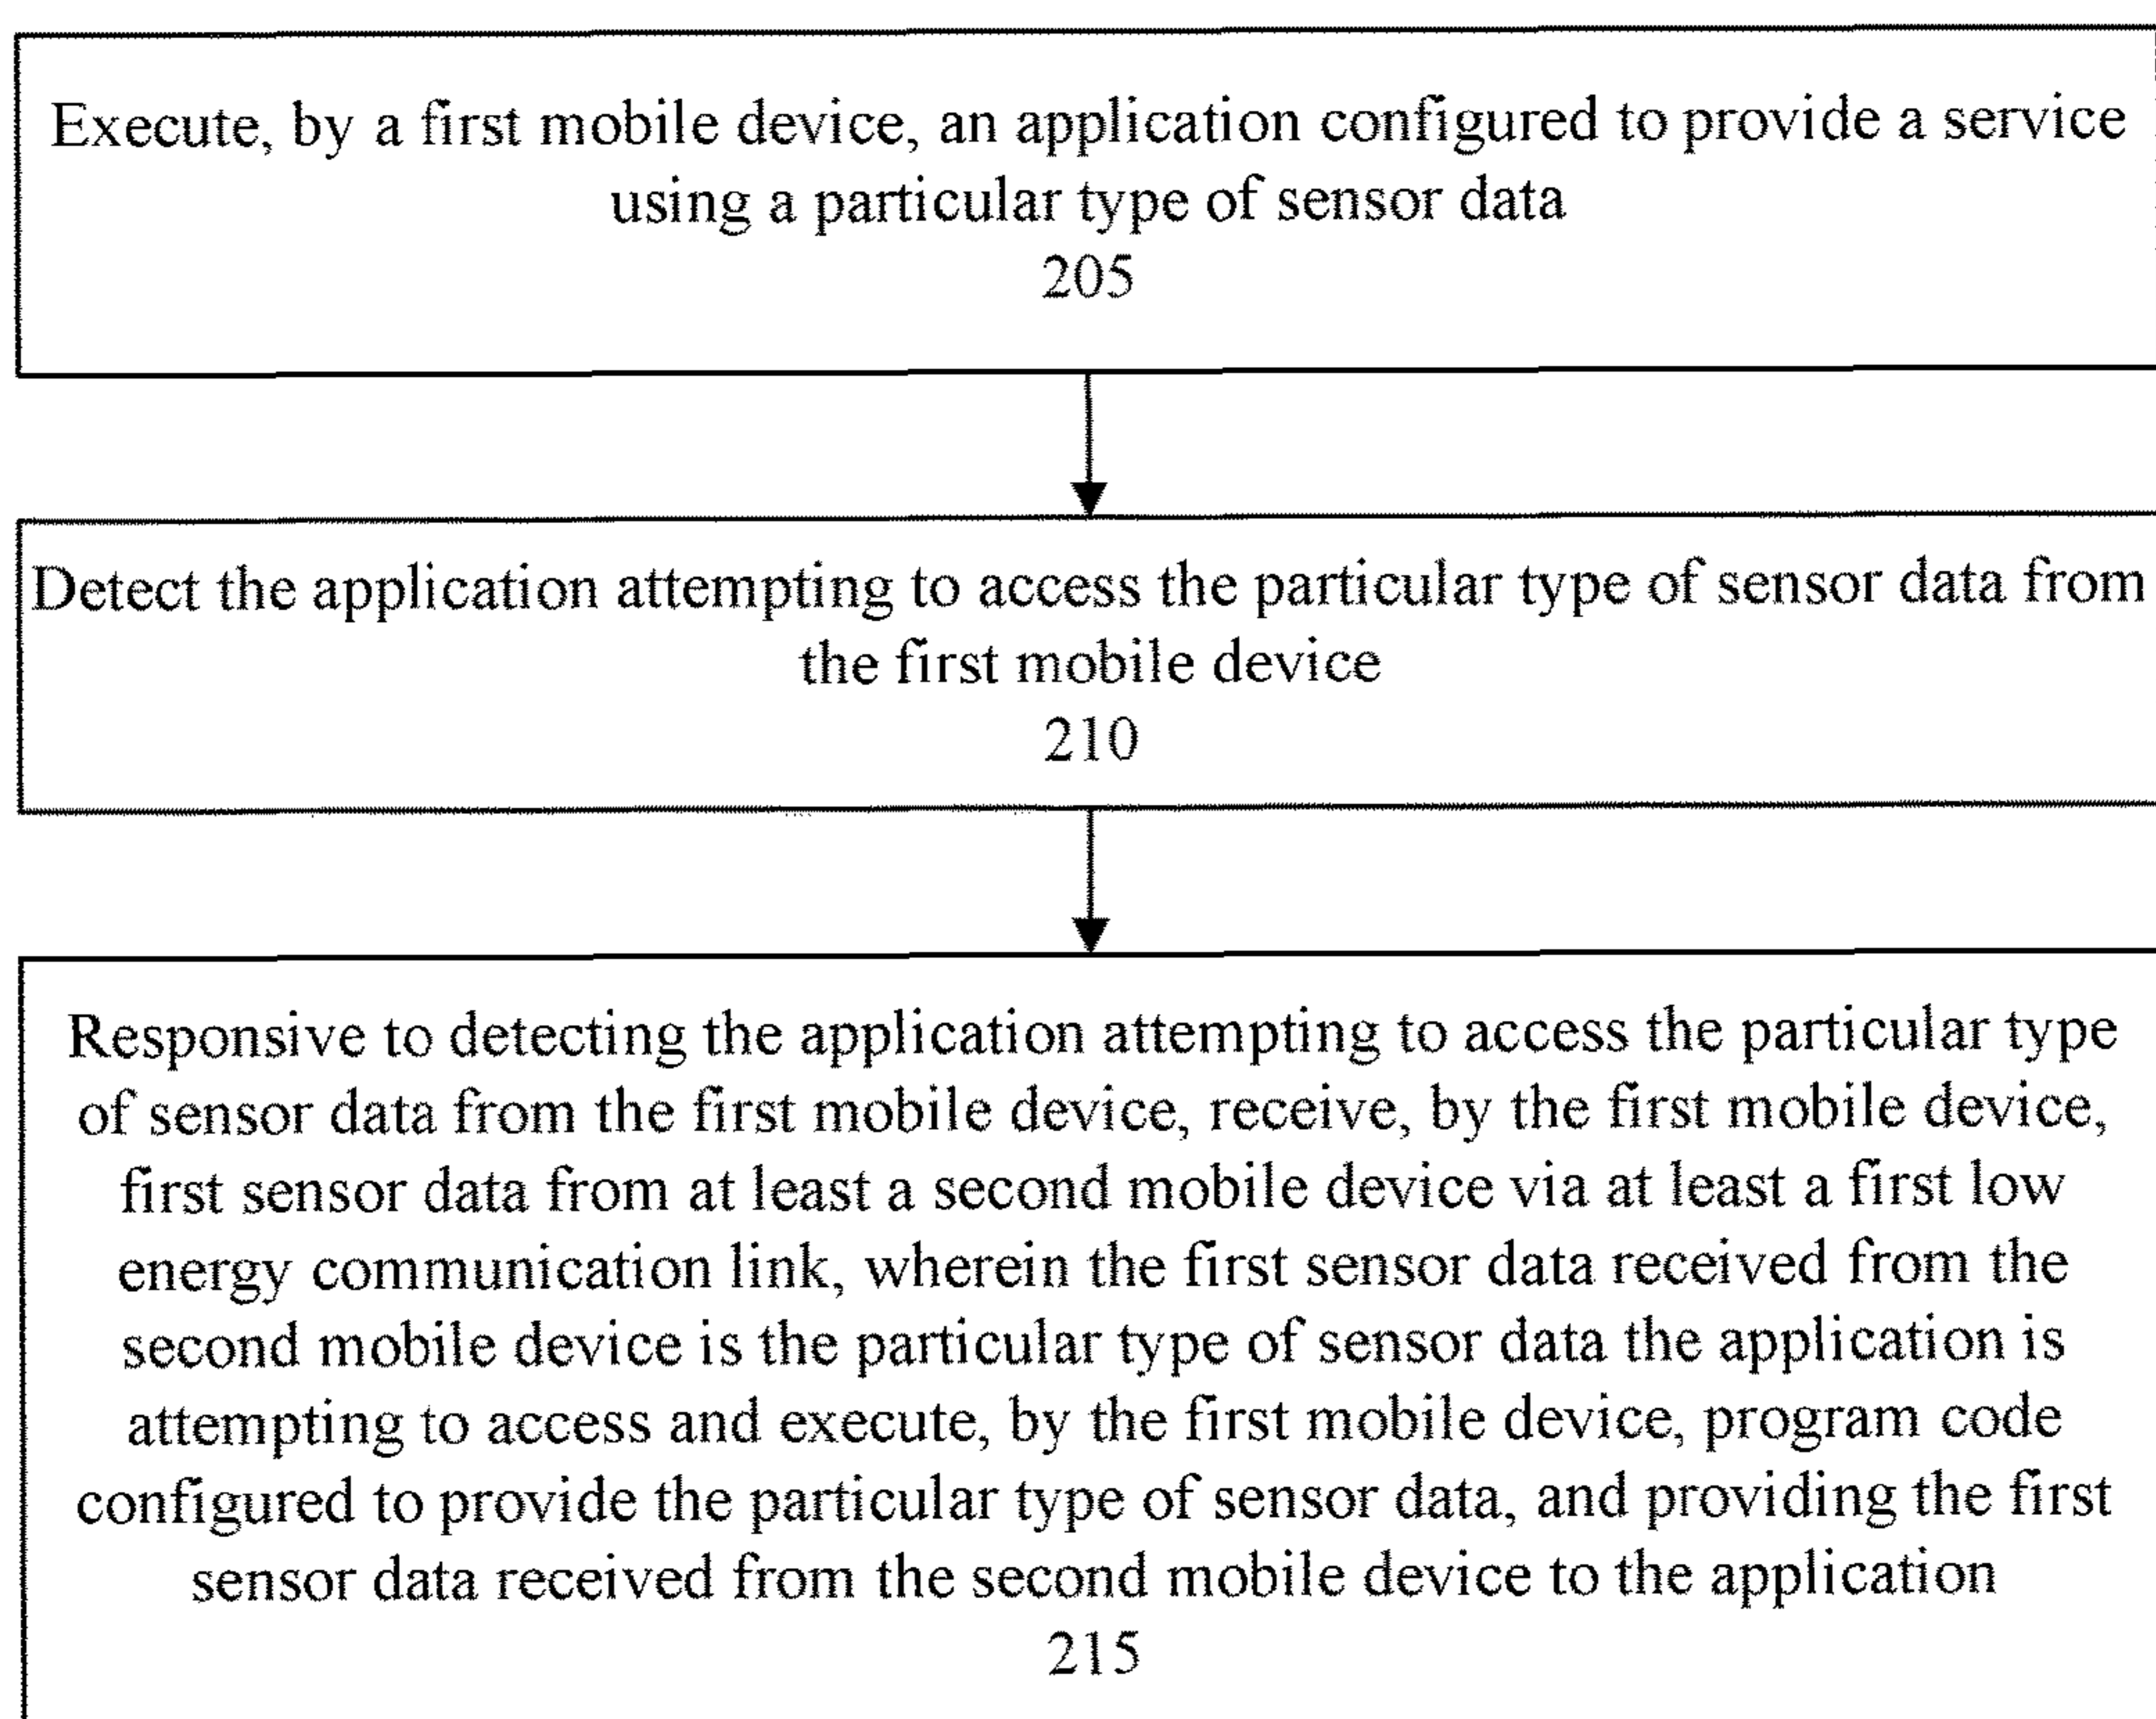 Execute, by a first mobile device, an application configured to provide a service
using a particular type of sensor data
205
Detect the application attempting to access the particular type of sensor data from
the first mobile device
210
Responsive to detecting the application attempting to access the particular type
of sensor data from the first mobile device, receive, by the first mobile device,
first sensor data from at least a second mobile device via at least a first low
energy communication link, wherein the first sensor data received from the
second mobile device is the particular type of sensor data the application is
attempting to access and execute, by the first mobile device, program code
configured to provide the particular type of sensor data, and providing the first
sensor data received from the second mobile device to the application
215